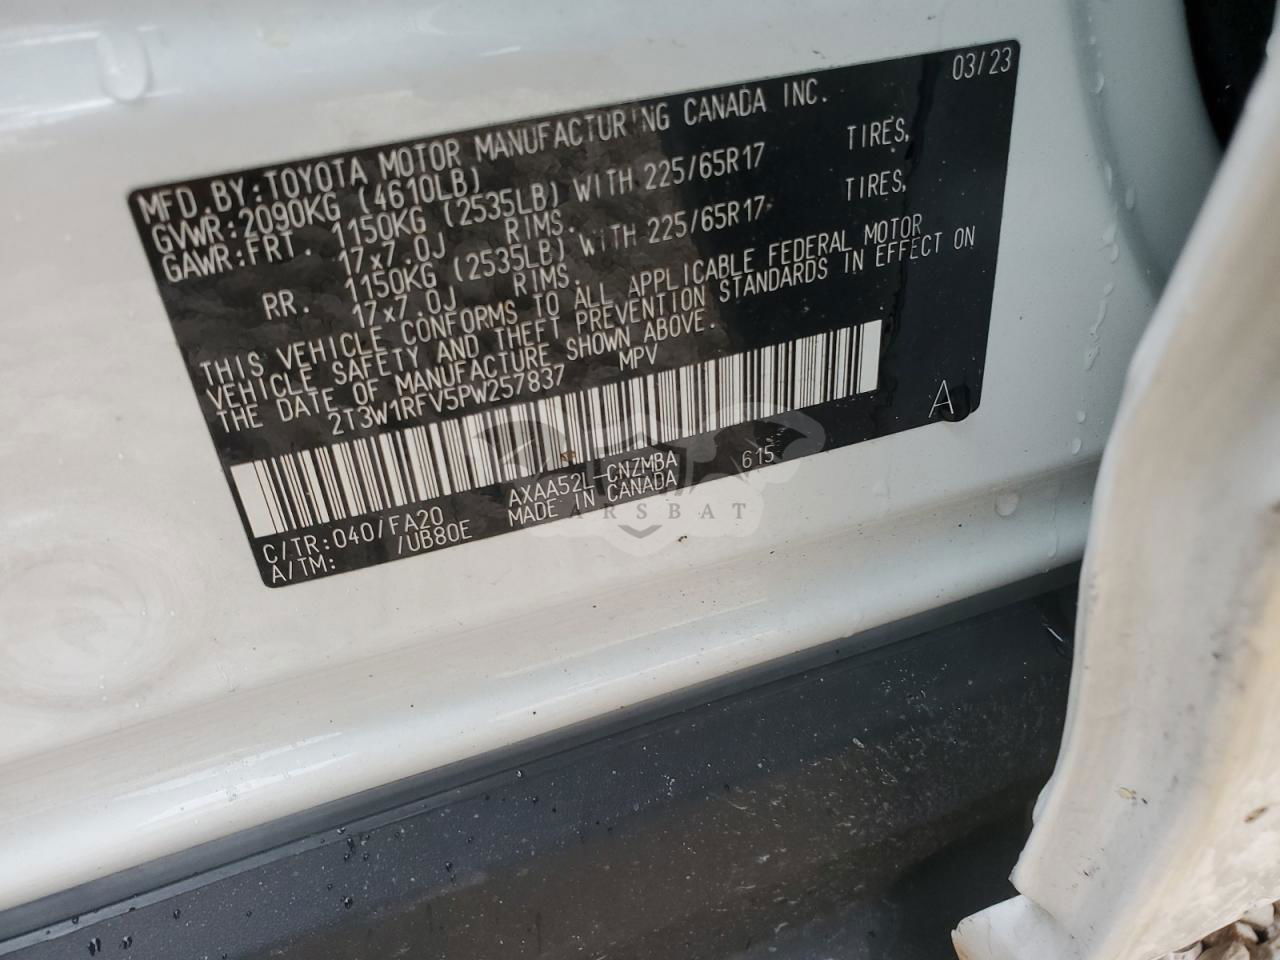 03/23
MFD.BY:TOYOTA MOTOR MANUFACTURING CANADA INC.
GVWR:2090KG (4610LB)
GAWR:FRT. 1150KG (2535LB) WITH 225/65R17 TIRES,
17x7.0J RIMS.
RR. 1150KG (2535LB) WITH 225/65R17 TIRES,
17x7.0J RIMS.
THIS VEHICLE CONFORMS TO ALL APPLICABLE FEDERAL MOTOR
VEHICLE SAFETY AND THEFT PREVENTION STANDARDS IN EFFECT ON
THE DATE OF MANUFACTURE SHOWN ABOVE.
2T3W1RFV5PW257837 MPV
A
C/TR:040/FA20 AXAA52L-CNZMBA 615
A/TM: /UB80E MADE IN CANADA
ARSBAT